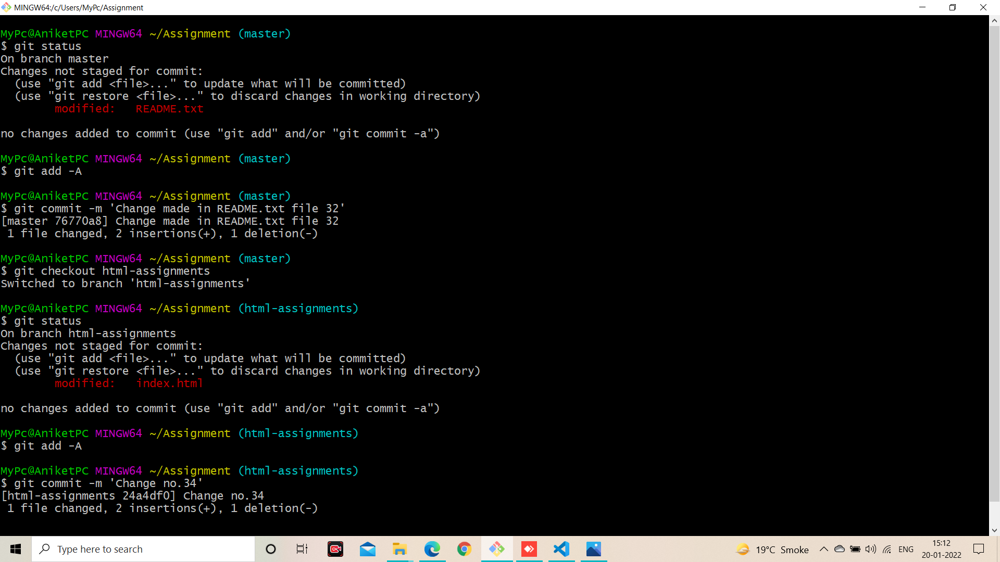 MINGW64:/c/Users/MyPc/Assignment
MyPc@AniketPC MINGW64 ~/Assignment (master)
$ git status
On branch master
Changes not staged for commit:
  (use "git add <file>..." to update what will be committed)
  (use "git restore <file>..." to discard changes in working directory)
        modified:   README.txt
no changes added to commit (use "git add" and/or "git commit -a")
MyPc@AniketPC MINGW64 ~/Assignment (master)
$ git add -A
MyPc@AniketPC MINGW64 ~/Assignment (master)
$ git commit -m 'Change made in README.txt file 32'
[master 76770a8] Change made in README.txt file 32
 1 file changed, 2 insertions(+), 1 deletion(-)
MyPc@AniketPC MINGW64 ~/Assignment (master)
$ git checkout html-assignments
Switched to branch 'html-assignments'
MyPc@AniketPC MINGW64 ~/Assignment (html-assignments)
$ git status
On branch html-assignments
Changes not staged for commit:
  (use "git add <file>..." to update what will be committed)
  (use "git restore <file>..." to discard changes in working directory)
        modified:   index.html
no changes added to commit (use "git add" and/or "git commit -a")
MyPc@AniketPC MINGW64 ~/Assignment (html-assignments)
$ git add -A
MyPc@AniketPC MINGW64 ~/Assignment (html-assignments)
$ git commit -m 'Change no.34'
[html-assignments 24a4df0] Change no.34
 1 file changed, 2 insertions(+), 1 deletion(-)
Type here to search
19°C Smoke
ENG
15:12
20-01-2022